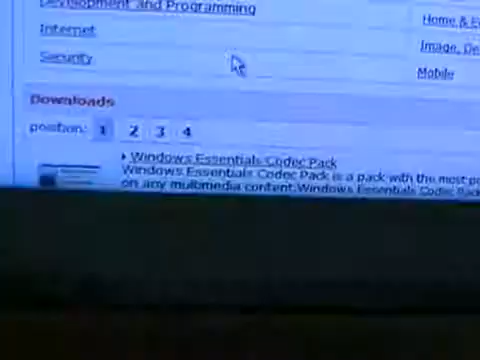 Development and Programming
Home &
Internet
Image,
Security
Mobile
Downloads
position: 1 2 3 4
Windows Essentials Codec Pack
Windows Essentials Codec Pack is a pack with the most
on any multimedia content.Windows Essentials Codec Pack